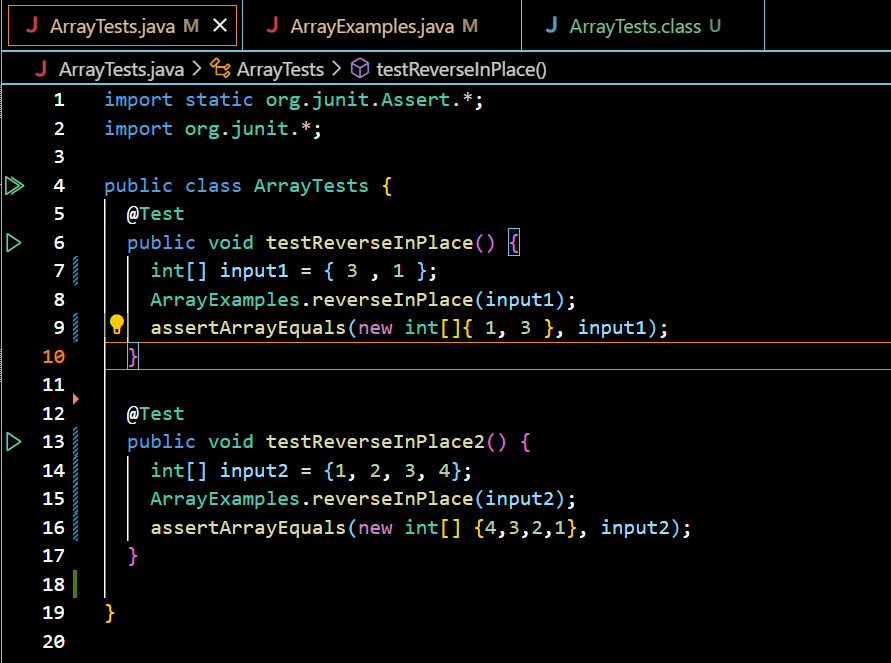 J ArrayTests.java M ✕ J ArrayExamples.java M J ArrayTests.class U
J ArrayTests.java > ArrayTests > testReverseInPlace()
1 import static org.junit.Assert.*;
2 import org.junit.*;
3
4 public class ArrayTests {
5 @Test
6 public void testReverseInPlace() {
7 int[] input1 = { 3 , 1 };
8 ArrayExamples.reverseInPlace(input1);
9 assertArrayEquals(new int[]{ 1, 3 }, input1);
10 }
11
12 @Test
13 public void testReverseInPlace2() {
14 int[] input2 = {1, 2, 3, 4};
15 ArrayExamples.reverseInPlace(input2);
16 assertArrayEquals(new int[] {4,3,2,1}, input2);
17 }
18
19 }
20